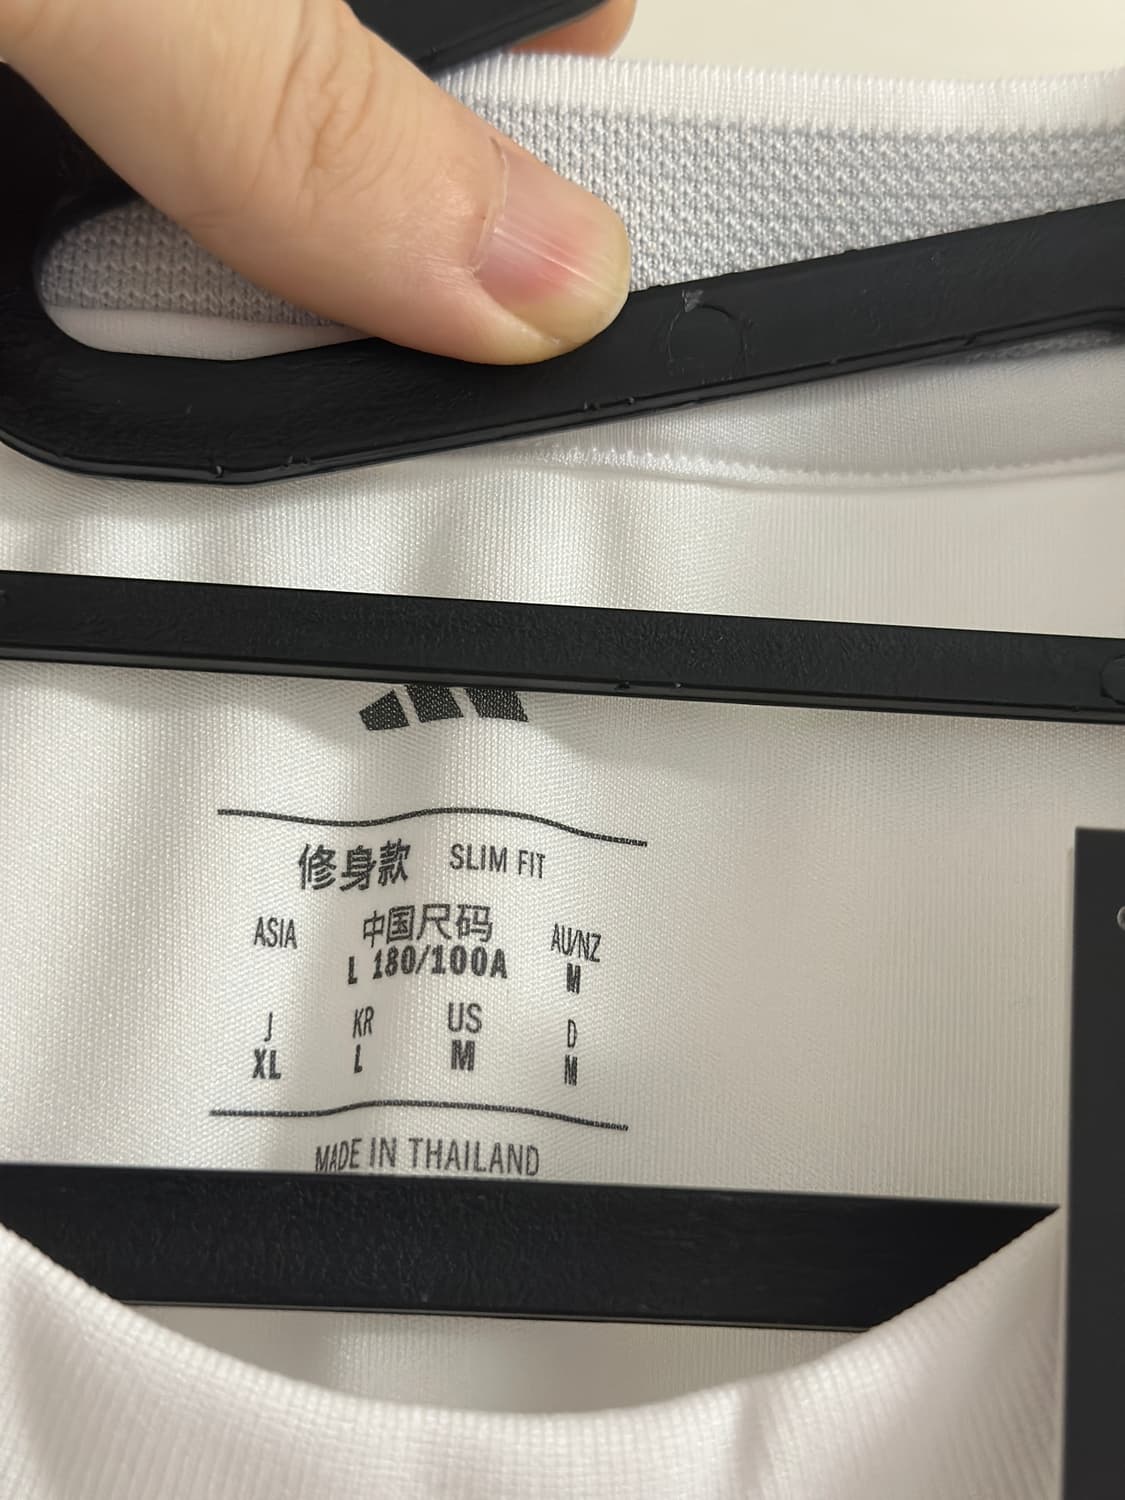 修身款 SLIM FIT
ASIA 中国尺码 AU/NZ
L 180/100A M
J KR US D
XL L M M
MADE IN THAILAND